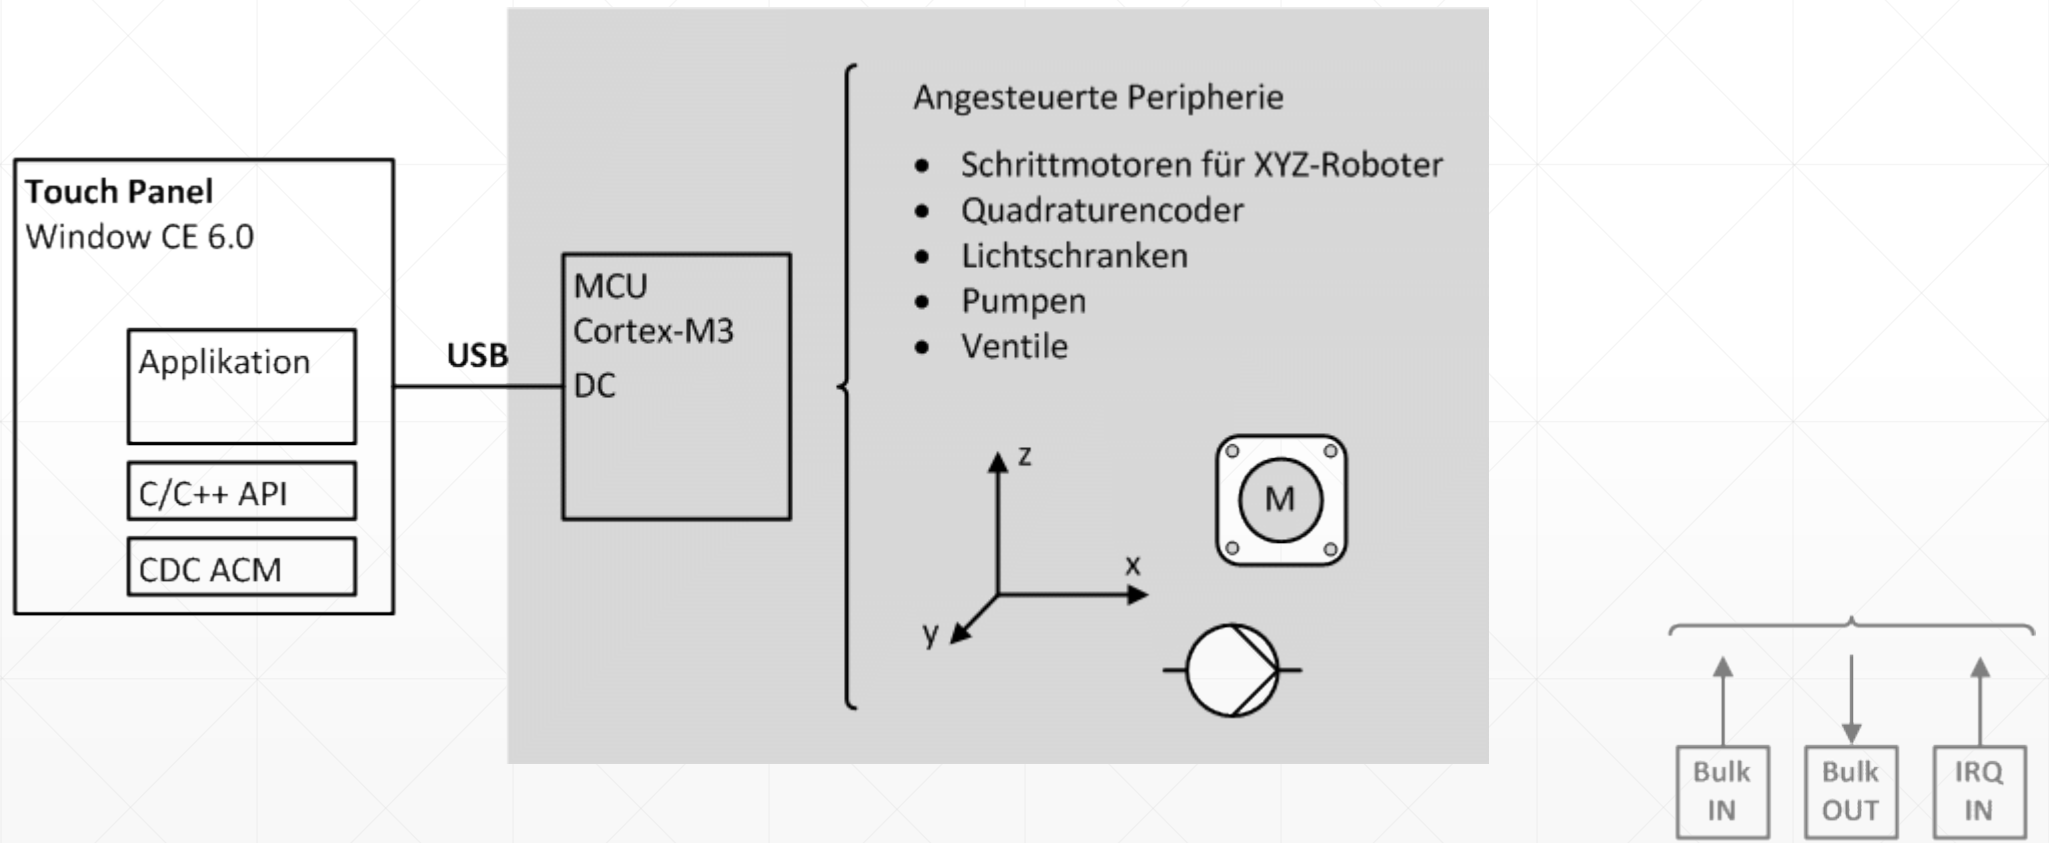 Touch Panel
Window CE 6.0
Applikation
C/C++ API
CDC ACM
USB
MCU
Cortex-M3
DC
Angesteuerte Peripherie
• Schrittmotoren für XYZ-Roboter
• Quadraturencoder
• Lichtschranken
• Pumpen
• Ventile
z
x
y
M
Bulk
IN
Bulk
OUT
IRQ
IN